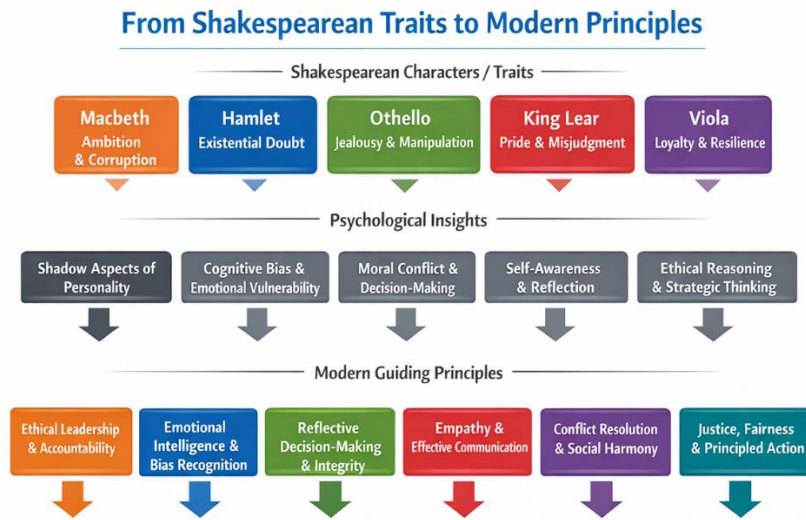 From Shakespearean Traits to Modern Principles
Shakespearean Characters / Traits
Macbeth
Ambition
& Corruption
Hamlet
Existential Doubt
Othello
Jealousy & Manipulation
King Lear
Pride & Misjudgment
Viola
Loyalty & Resilience
Psychological Insights
Shadow Aspects of
Personality
Cognitive Bias &
Emotional Vulnerability
Moral Conflict &
Decision-Making
Self-Awareness
& Reflection
Ethical Reasoning
& Strategic Thinking
Modern Guiding Principles
Ethical Leadership
& Accountability
Emotional
Intelligence &
Bias Recognition
Reflective
Decision-Making
& Integrity
Empathy &
Effective Communication
Conflict Resolution
& Social Harmony
Justice, Fairness
& Principled Action